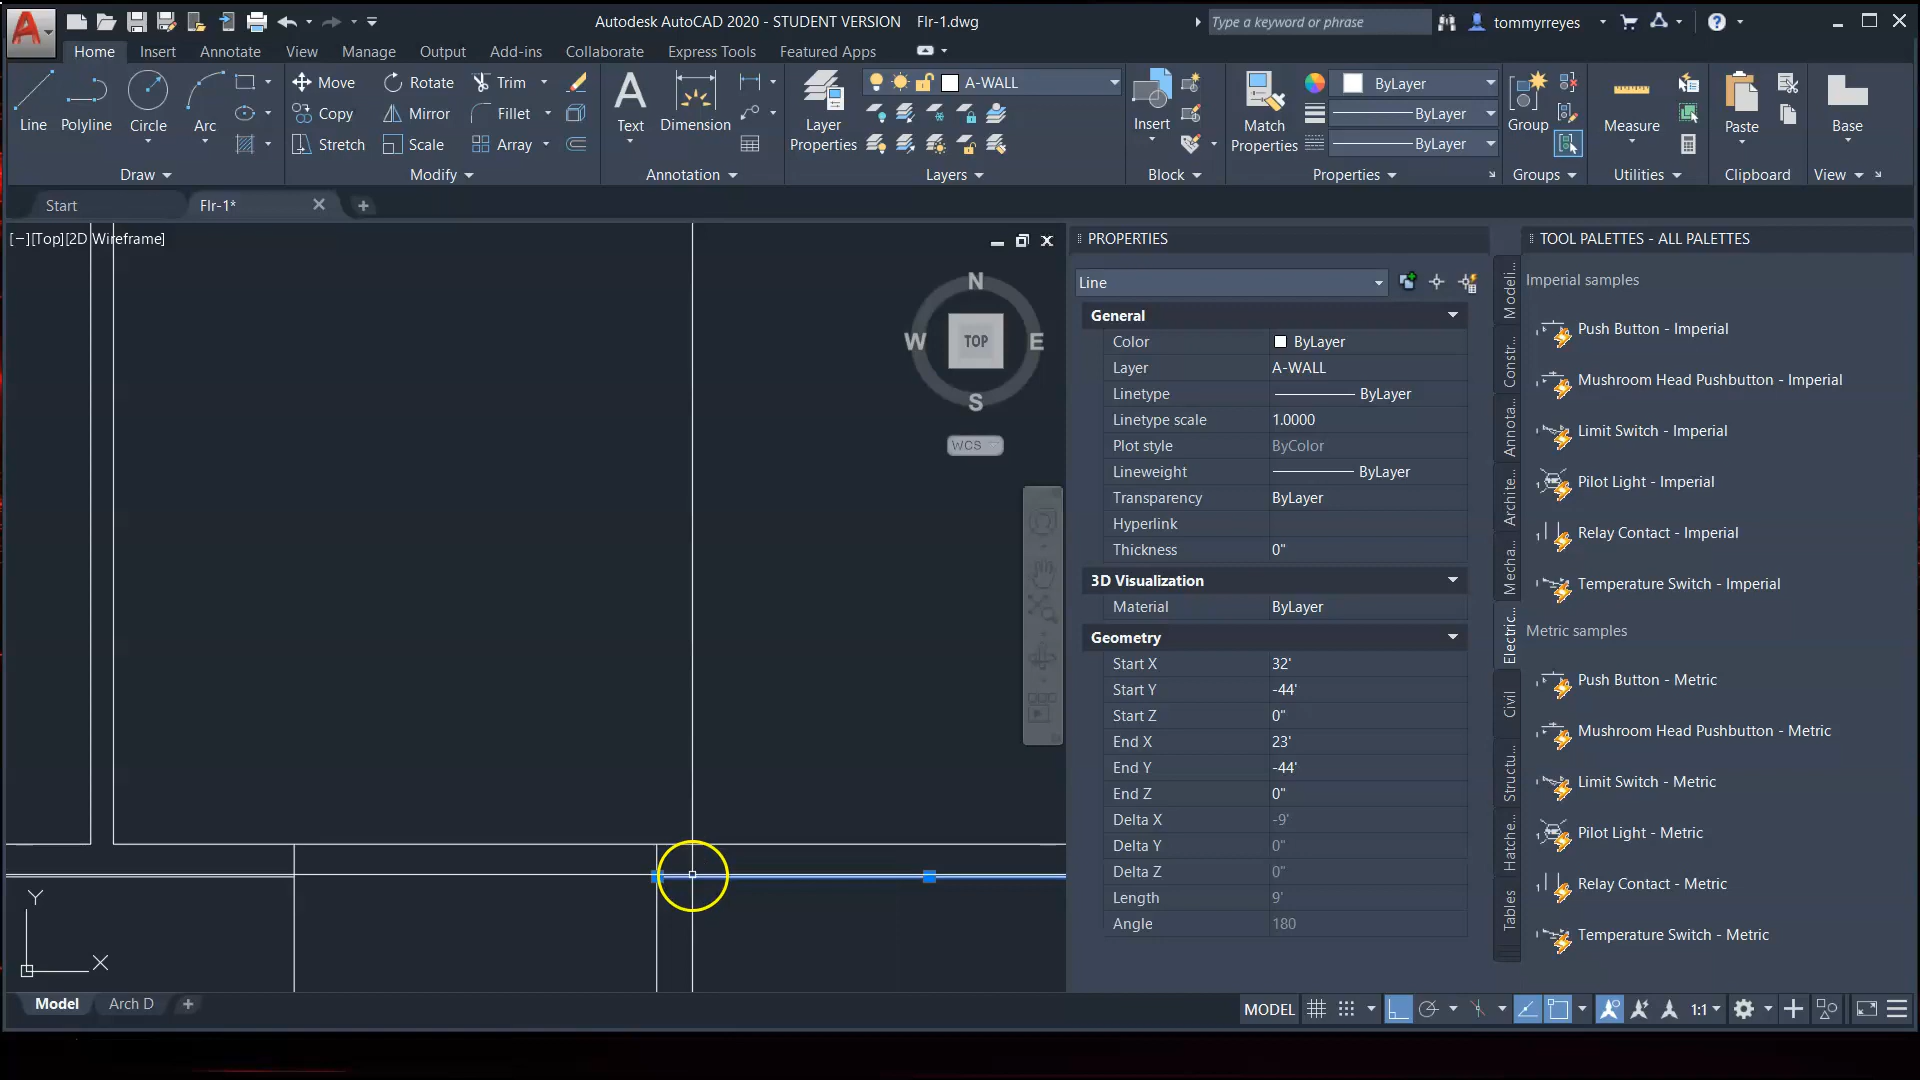 Autodesk AutoCAD 2020 - STUDENT VERSION Flr-1.dwg
Type a keyword or phrase
tommyrreyes
Home Insert Annotate View Manage Output Add-ins Collaborate Express Tools Featured Apps
Line Polyline Circle Arc
Draw
Move Rotate Trim
Copy Mirror Fillet
Stretch Scale Array
Modify
Text Dimension
Annotation
Layer
Properties
A-WALL
Layers
Insert
Block
Match
Properties
ByLayer
ByLayer
ByLayer
Properties
Group
Groups
Measure
Utilities
Paste
Clipboard
Base
View
Start
Flr-1*
[−][Top][2D Wireframe]
N
W TOP E
S
WCS
Y
X
PROPERTIES
Line
General
Color ByLayer
Layer A-WALL
Linetype ByLayer
Linetype scale 1.0000
Plot style ByColor
Lineweight ByLayer
Transparency ByLayer
Hyperlink
Thickness 0"
3D Visualization
Material ByLayer
Geometry
Start X 32'
Start Y -44'
Start Z 0"
End X 23'
End Y -44'
End Z 0"
Delta X -9'
Delta Y 0"
Delta Z 0"
Length 9'
Angle 180
TOOL PALETTES - ALL PALETTES
Modeli...
Constr...
Annota...
Archite...
Mecha...
Electric...
Civil
Structu...
Hatche...
Tables
Imperial samples
Push Button - Imperial
Mushroom Head Pushbutton - Imperial
Limit Switch - Imperial
Pilot Light - Imperial
Relay Contact - Imperial
Temperature Switch - Imperial
Metric samples
Push Button - Metric
Mushroom Head Pushbutton - Metric
Limit Switch - Metric
Pilot Light - Metric
Relay Contact - Metric
Temperature Switch - Metric
Model Arch D
MODEL
1:1